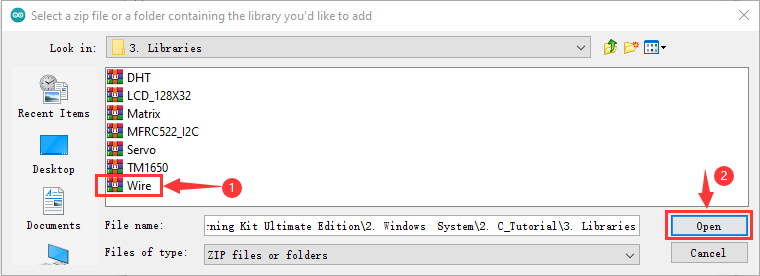 Select a zip file or a folder containing the library you'd like to add
Look in:
3. Libraries
Recent Items
Desktop
Documents
DHT
LCD_128X32
Matrix
MFRC522_I2C
Servo
TM1650
Wire
1
2
File name:
rning Kit Ultimate Edition\2. Windows System\2. C_Tutorial\3. Libraries
Open
Files of type:
ZIP files or folders
Cancel